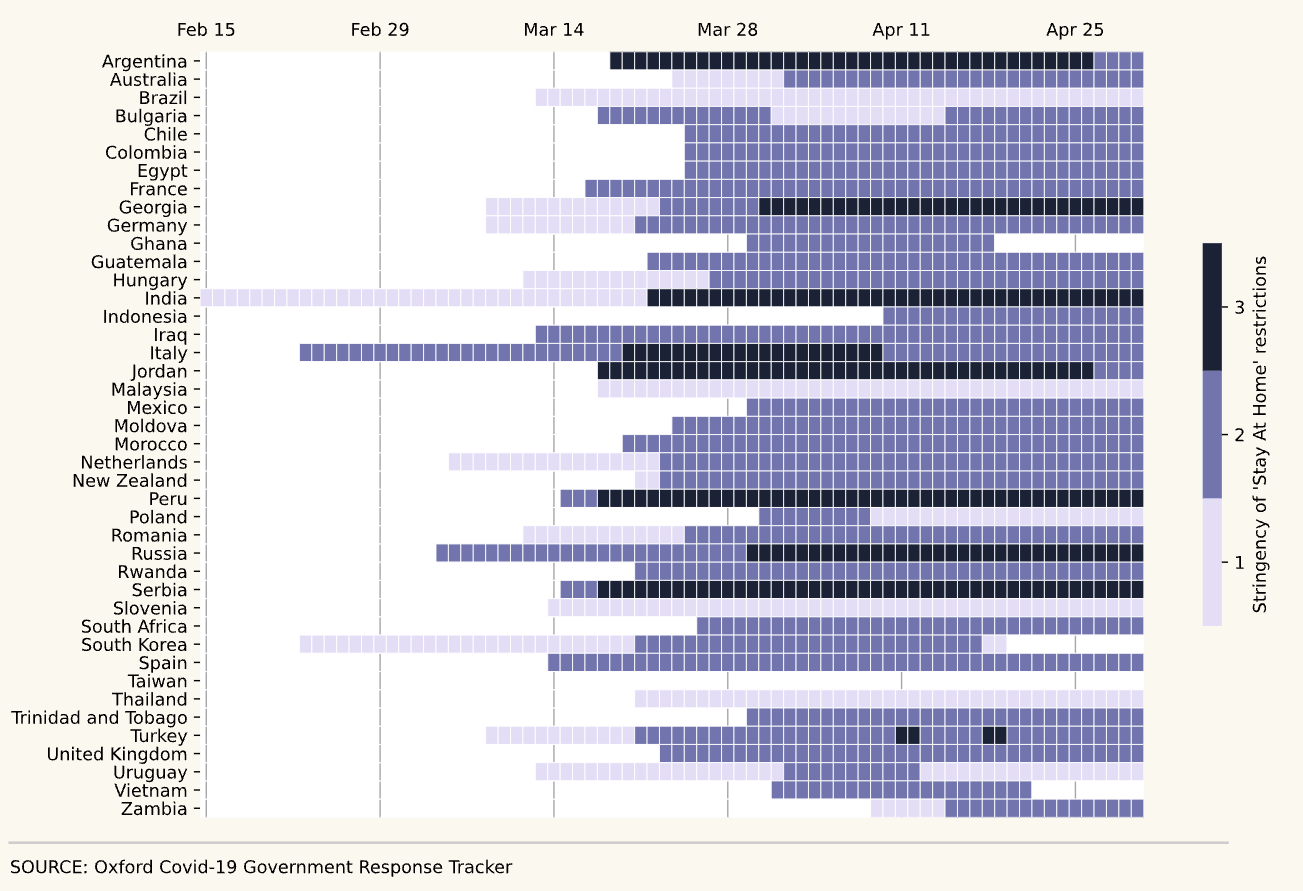 Feb 15 Feb 29 Mar 14 Mar 28 Apr 11 Apr 25
Argentina
Australia
Brazil
Bulgaria
Chile
Colombia
Egypt
France
Georgia
Germany
Ghana
Guatemala
Hungary
India
Indonesia
Iraq
Italy
Jordan
Malaysia
Mexico
Moldova
Morocco
Netherlands
New Zealand
Peru
Poland
Romania
Russia
Rwanda
Serbia
Slovenia
South Africa
South Korea
Spain
Taiwan
Thailand
Trinidad and Tobago
Turkey
United Kingdom
Uruguay
Vietnam
Zambia
3
2
1
Stringency of 'Stay At Home' restrictions
SOURCE: Oxford Covid-19 Government Response Tracker